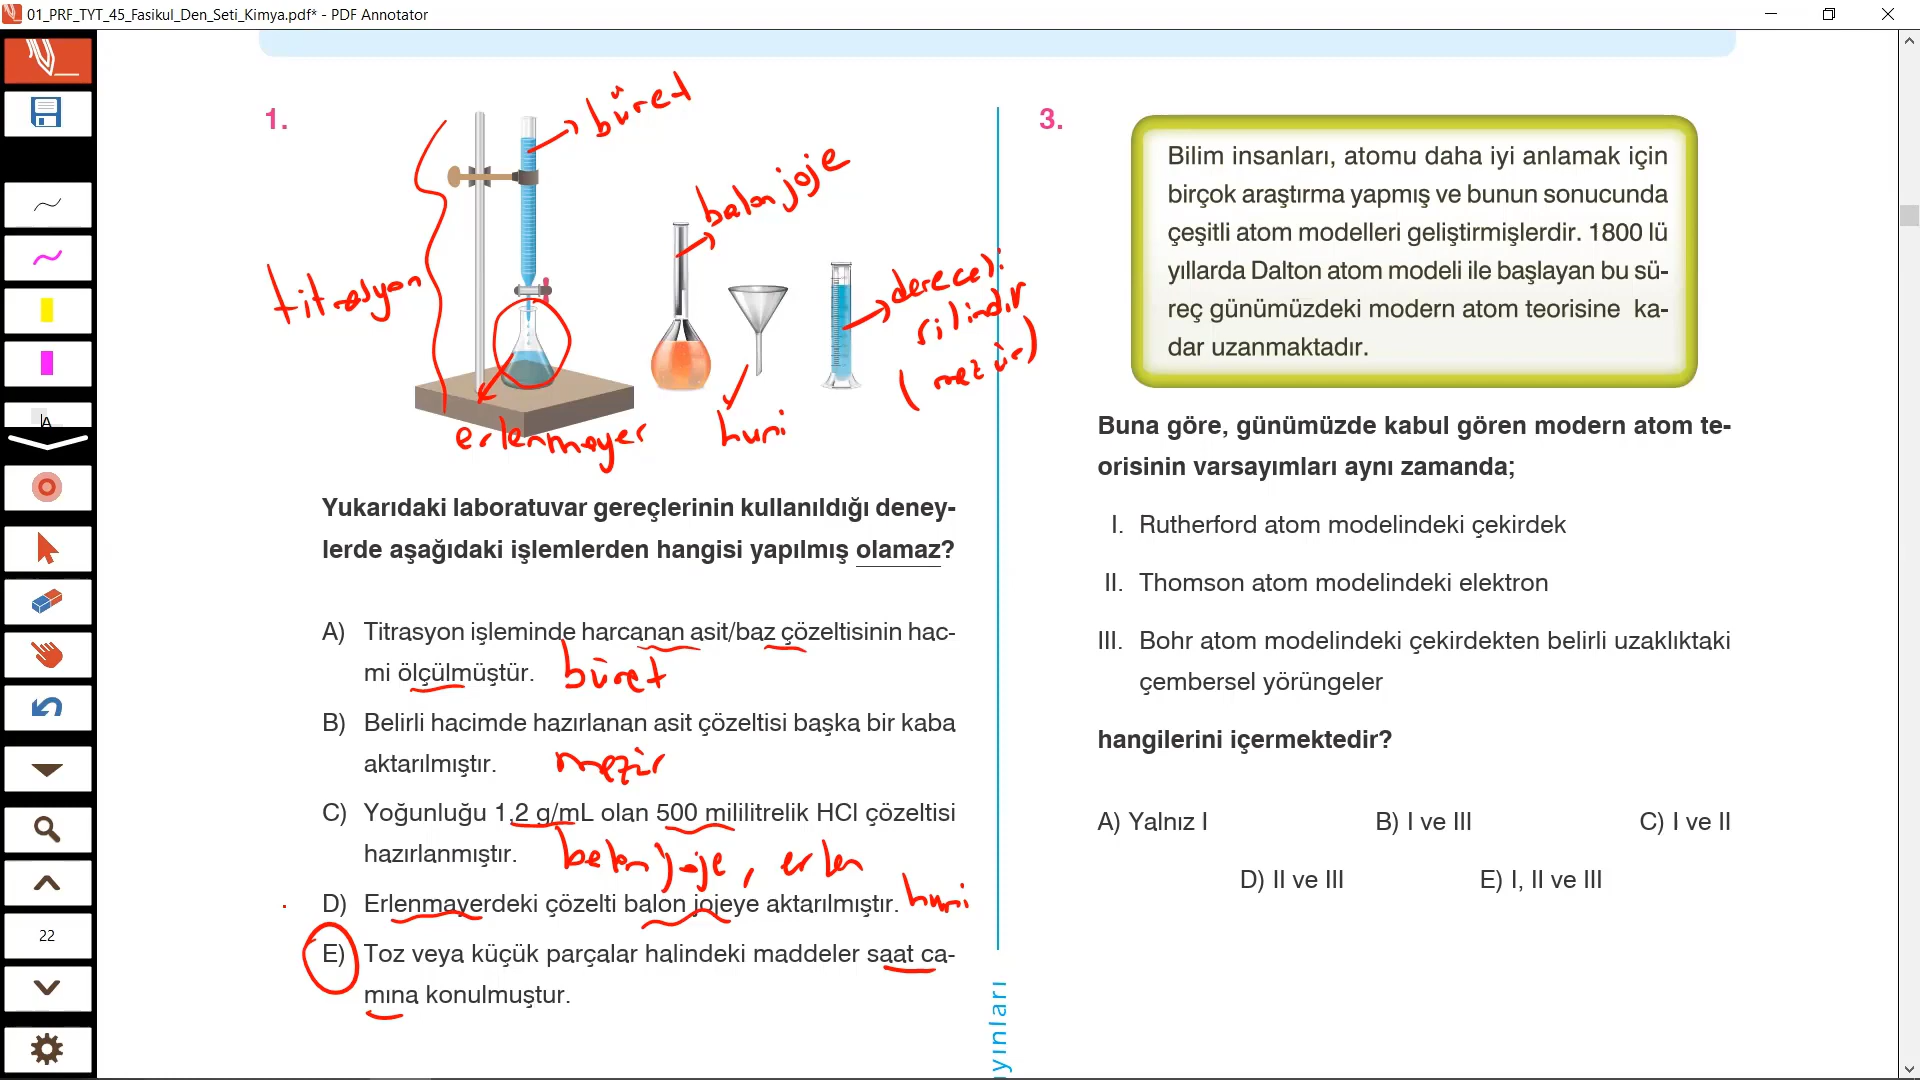 01_PRF_TYT_45_Fasikul_Den_Seti_Kimya.pdf* - PDF Annotator
1.
büret
balon joje
titrasyon
dereceli
silindir
(mezür)
erlenmayer
huni
Yukarıdaki laboratuvar gereçlerinin kullanıldığı deney-
lerde aşağıdaki işlemlerden hangisi yapılmış olamaz?
A) Titrasyon işleminde harcanan asit/baz çözeltisinin hac-
mi ölçülmüştür. büret
B) Belirli hacimde hazırlanan asit çözeltisi başka bir kaba
aktarılmıştır. mezür
C) Yoğunluğu 1,2 g/mL olan 500 mililitrelik HCl çözeltisi
hazırlanmıştır. balon joje, erlen
D) Erlenmayerdeki çözelti balon jojeye aktarılmıştır. huni
E) Toz veya küçük parçalar halindeki maddeler saat ca-
mına konulmuştur.
3.
Bilim insanları, atomu daha iyi anlamak için
birçok araştırma yapmış ve bunun sonucunda
çeşitli atom modelleri geliştirmişlerdir. 1800 lü
yıllarda Dalton atom modeli ile başlayan bu sü-
reç günümüzdeki modern atom teorisine ka-
dar uzanmaktadır.
Buna göre, günümüzde kabul gören modern atom te-
orisinin varsayımları aynı zamanda;
I. Rutherford atom modelindeki çekirdek
II. Thomson atom modelindeki elektron
III. Bohr atom modelindeki çekirdekten belirli uzaklıktaki
çembersel yörüngeler
hangilerini içermektedir?
A) Yalnız I B) I ve III C) I ve II
D) II ve III E) I, II ve III
yınları
A
22